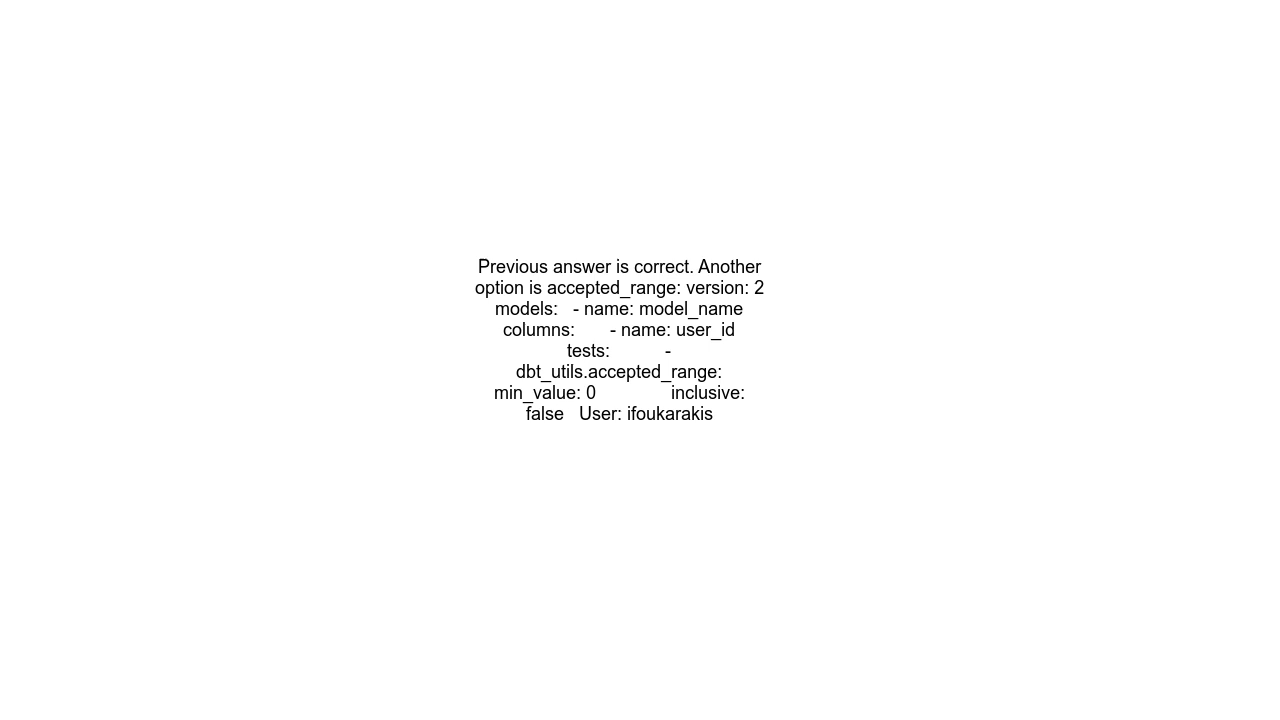 Previous answer is correct. Another
option is accepted_range: version: 2
models:   - name: model_name
columns:       - name: user_id
tests:           -
dbt_utils.accepted_range:
min_value: 0               inclusive:
false   User: ifoukarakis